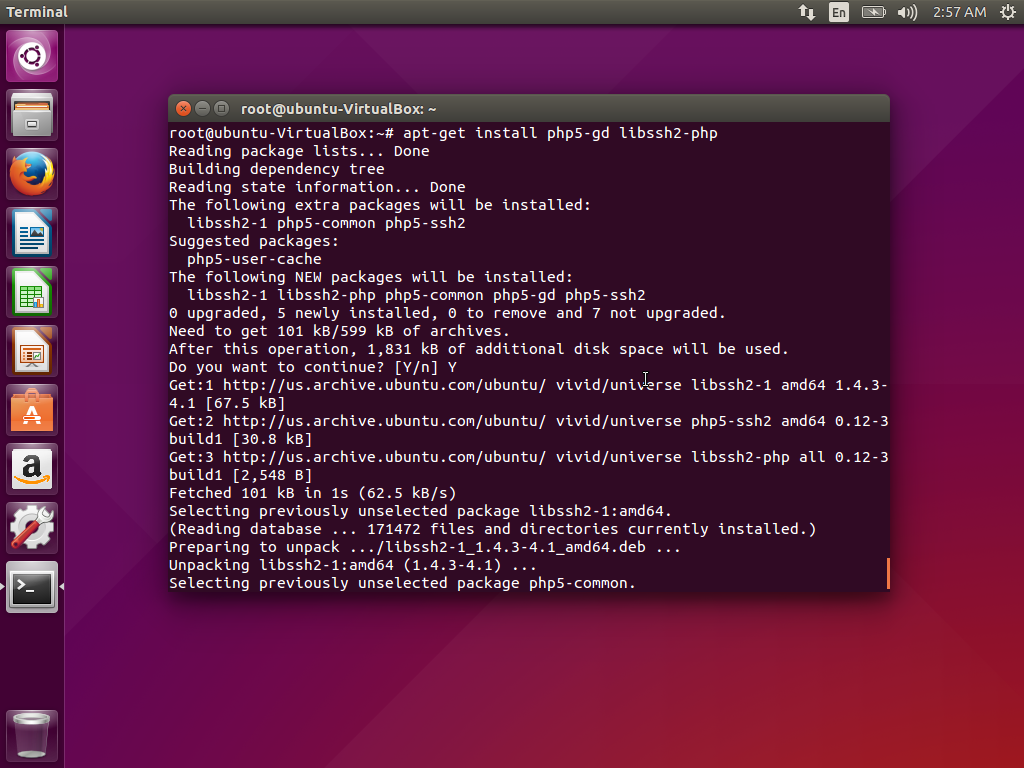 Terminal
En
2:57 AM
root@ubuntu-VirtualBox: ~
root@ubuntu-VirtualBox:~# apt-get install php5-gd libssh2-php
Reading package lists... Done
Building dependency tree
Reading state information... Done
The following extra packages will be installed:
  libssh2-1 php5-common php5-ssh2
Suggested packages:
  php5-user-cache
The following NEW packages will be installed:
  libssh2-1 libssh2-php php5-common php5-gd php5-ssh2
0 upgraded, 5 newly installed, 0 to remove and 7 not upgraded.
Need to get 101 kB/599 kB of archives.
After this operation, 1,831 kB of additional disk space will be used.
Do you want to continue? [Y/n] Y
Get:1 http://us.archive.ubuntu.com/ubuntu/ vivid/universe libssh2-1 amd64 1.4.3-
4.1 [67.5 kB]
Get:2 http://us.archive.ubuntu.com/ubuntu/ vivid/universe php5-ssh2 amd64 0.12-3
build1 [30.8 kB]
Get:3 http://us.archive.ubuntu.com/ubuntu/ vivid/universe libssh2-php all 0.12-3
build1 [2,548 B]
Fetched 101 kB in 1s (62.5 kB/s)
Selecting previously unselected package libssh2-1:amd64.
(Reading database ... 171472 files and directories currently installed.)
Preparing to unpack .../libssh2-1_1.4.3-4.1_amd64.deb ...
Unpacking libssh2-1:amd64 (1.4.3-4.1) ...
Selecting previously unselected package php5-common.